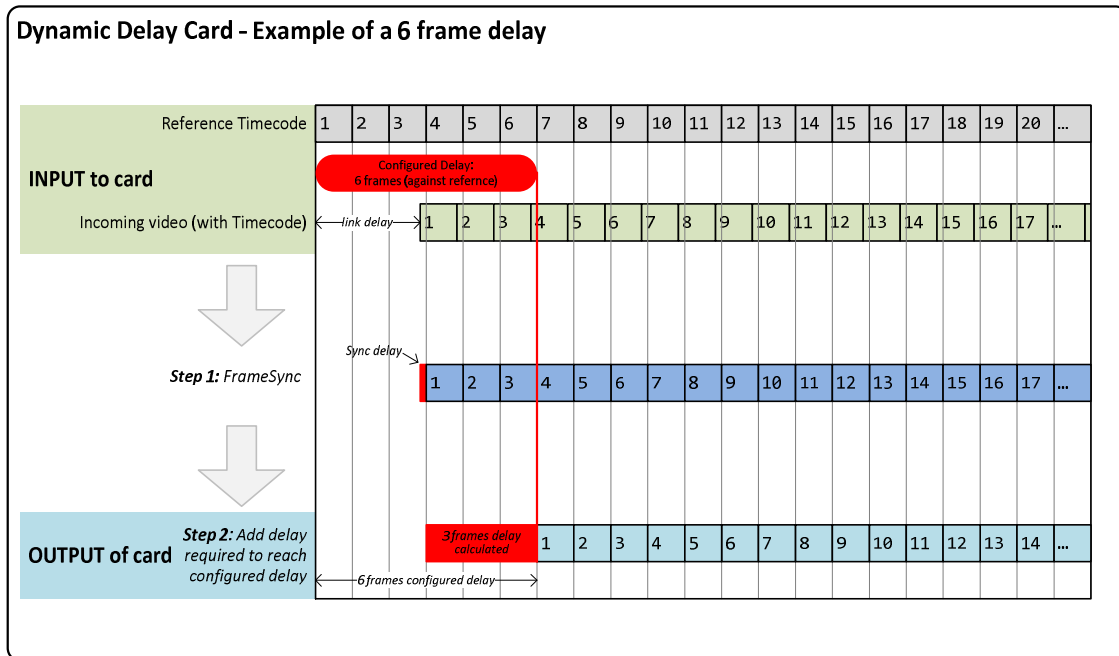 Dynamic Delay Card - Example of a 6 frame delay
Reference Timecode 1 2 3 4 5 6 7 8 9 10 11 12 13 14 15 16 17 18 19 20 ...
Configured Delay:
6 frames (against refernce)
INPUT to card
Incoming video (with Timecode) link delay 1 2 3 4 5 6 7 8 9 10 11 12 13 14 15 16 17 ...
Sync delay
Step 1: FrameSync 1 2 3 4 5 6 7 8 9 10 11 12 13 14 15 16 17 ...
OUTPUT of card
Step 2: Add delay
required to reach
configured delay
3 frames delay
calculated
1 2 3 4 5 6 7 8 9 10 11 12 13 14 ...
6 frames configured delay